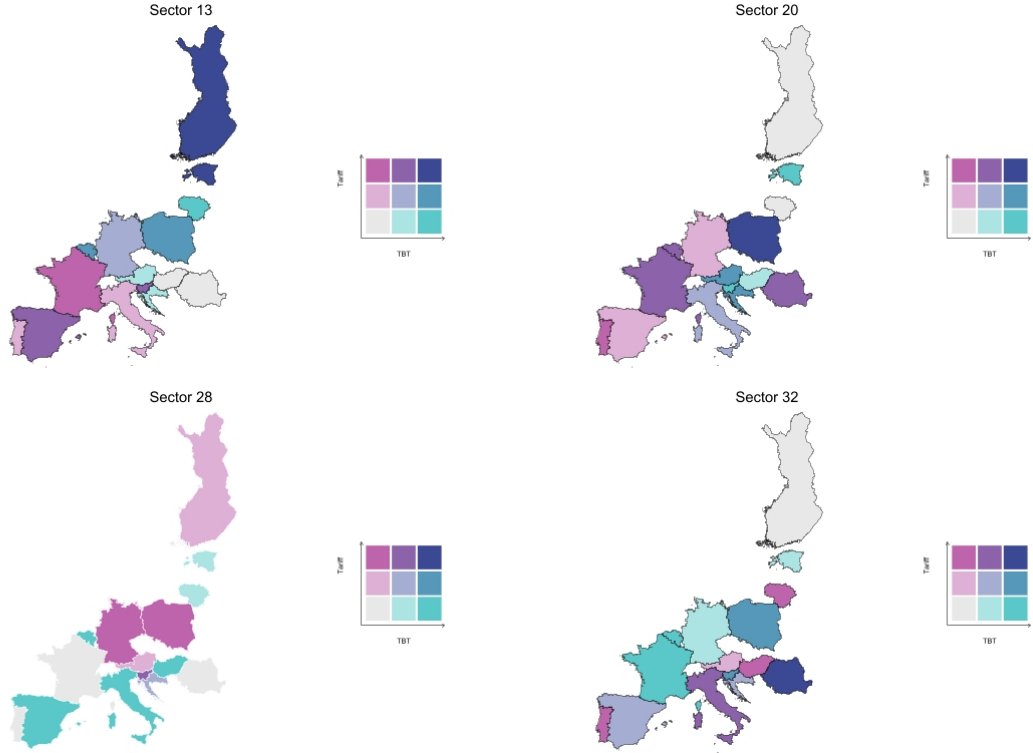 Sector 13
Tariff
TBT
Sector 20
Tariff
TBT
Sector 28
Tariff
TBT
Sector 32
Tariff
TBT